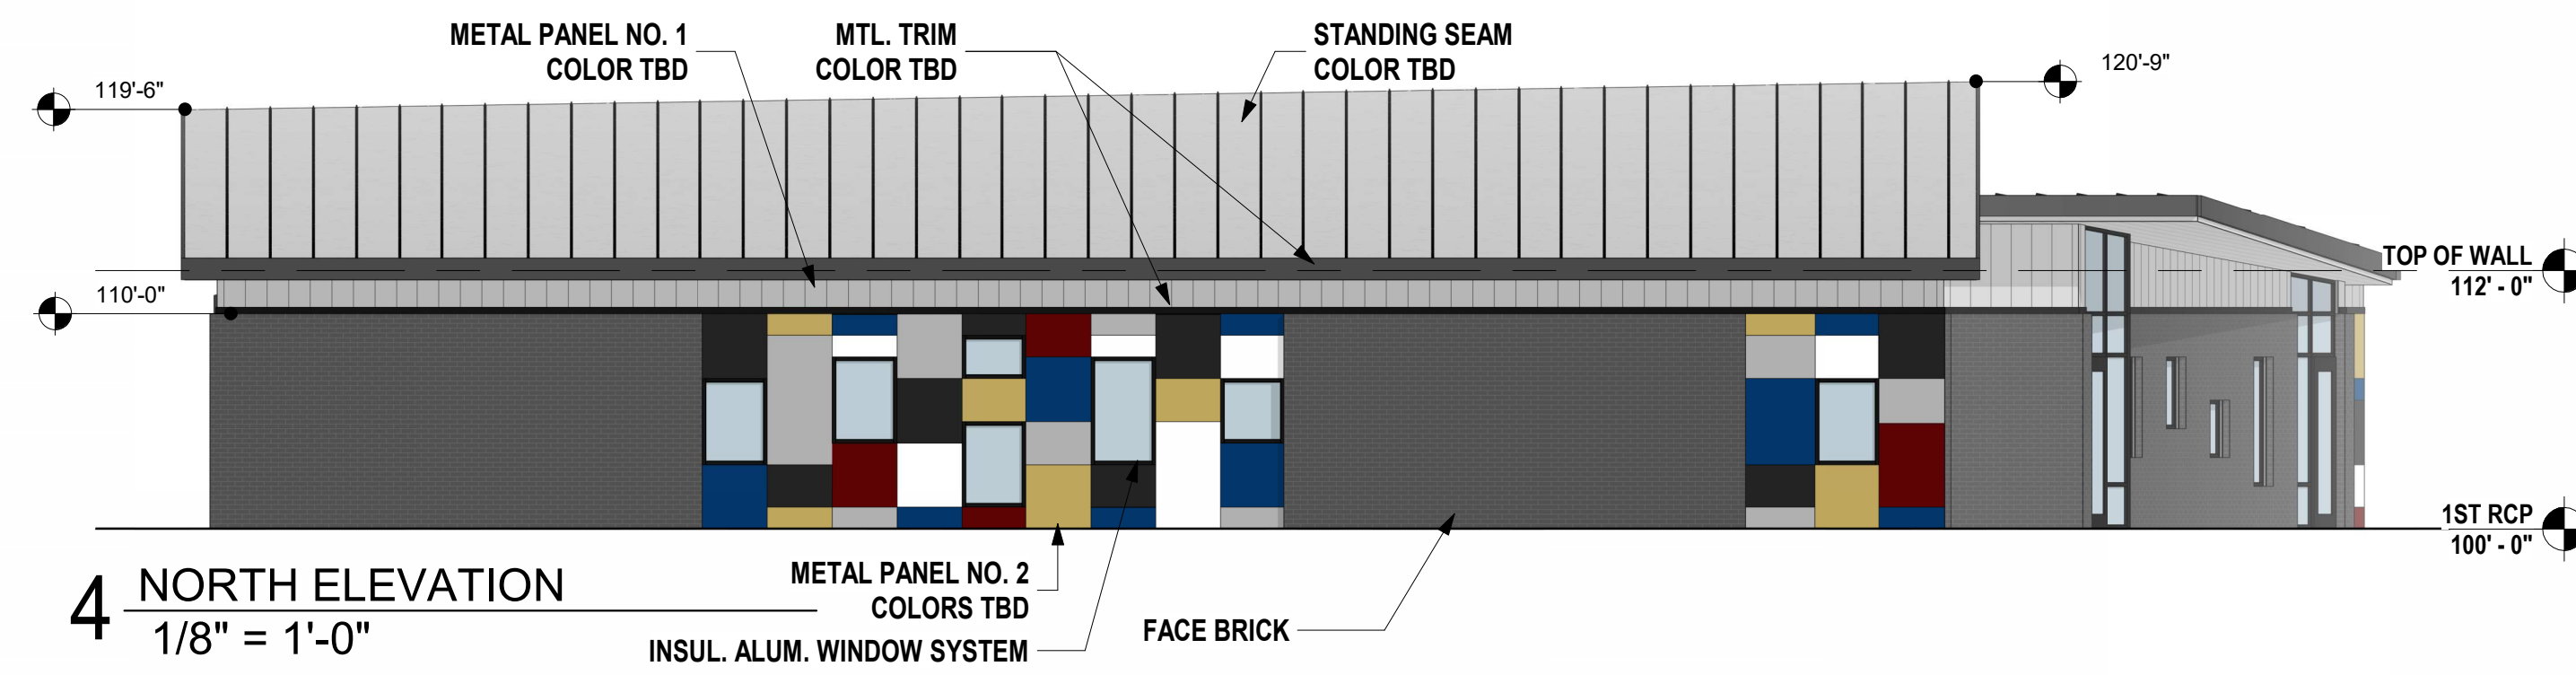 METAL PANEL NO. 1
COLOR TBD
MTL. TRIM
COLOR TBD
STANDING SEAM
COLOR TBD
119'-6"
120'-9"
110'-0"
TOP OF WALL
112' - 0"
1ST RCP
100' - 0"
4
NORTH ELEVATION
1/8" = 1'-0"
METAL PANEL NO. 2
COLORS TBD
INSUL. ALUM. WINDOW SYSTEM
FACE BRICK